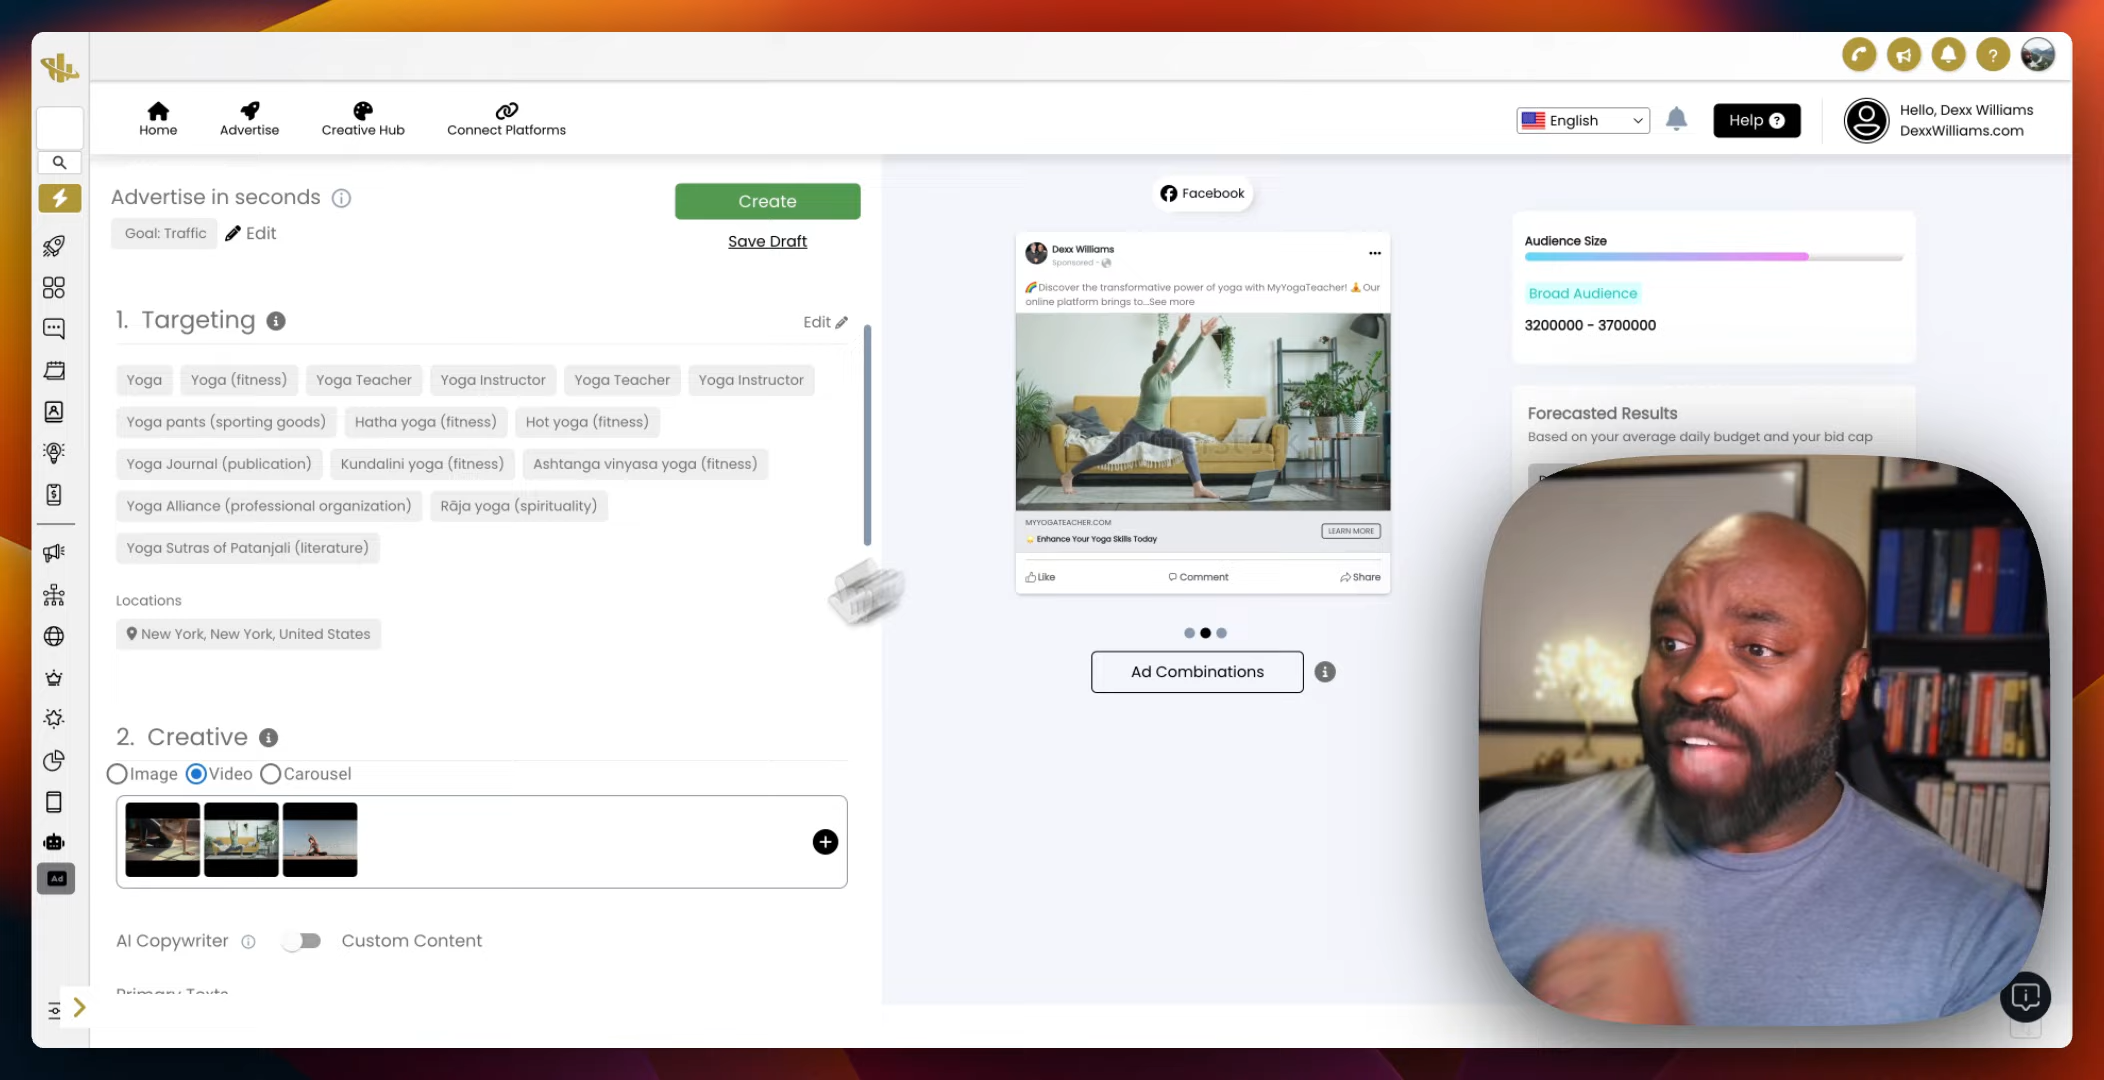 Home
Advertise
Creative Hub
Connect Platforms
English
Help ?
Hello, Dexx Williams
DexxWilliams.com
Advertise in seconds
Create
Goal: Traffic
Edit
Save Draft
1. Targeting
Edit
Yoga
Yoga (fitness)
Yoga Teacher
Yoga Instructor
Yoga Teacher
Yoga Instructor
Yoga pants (sporting goods)
Hatha yoga (fitness)
Hot yoga (fitness)
Yoga Journal (publication)
Kundalini yoga (fitness)
Ashtanga vinyasa yoga (fitness)
Yoga Alliance (professional organization)
Rāja yoga (spirituality)
Yoga Sutras of Patanjali (literature)
Locations
New York, New York, United States
2. Creative
Image
Video
Carousel
AI Copywriter
Custom Content
Primary Texts
Ad
Facebook
Dexx Williams
Sponsored -
🌈Discover the transformative power of yoga with MyYogaTeacher! 🧘Our
online platform brings to...See more
MYYOGATEACHER.COM
LEARN MORE
Enhance Your Yoga Skills Today
Like
Comment
Share
Ad Combinations
Audience Size
Broad Audience
3200000 - 3700000
Forecasted Results
Based on your average daily budget and your bid cap